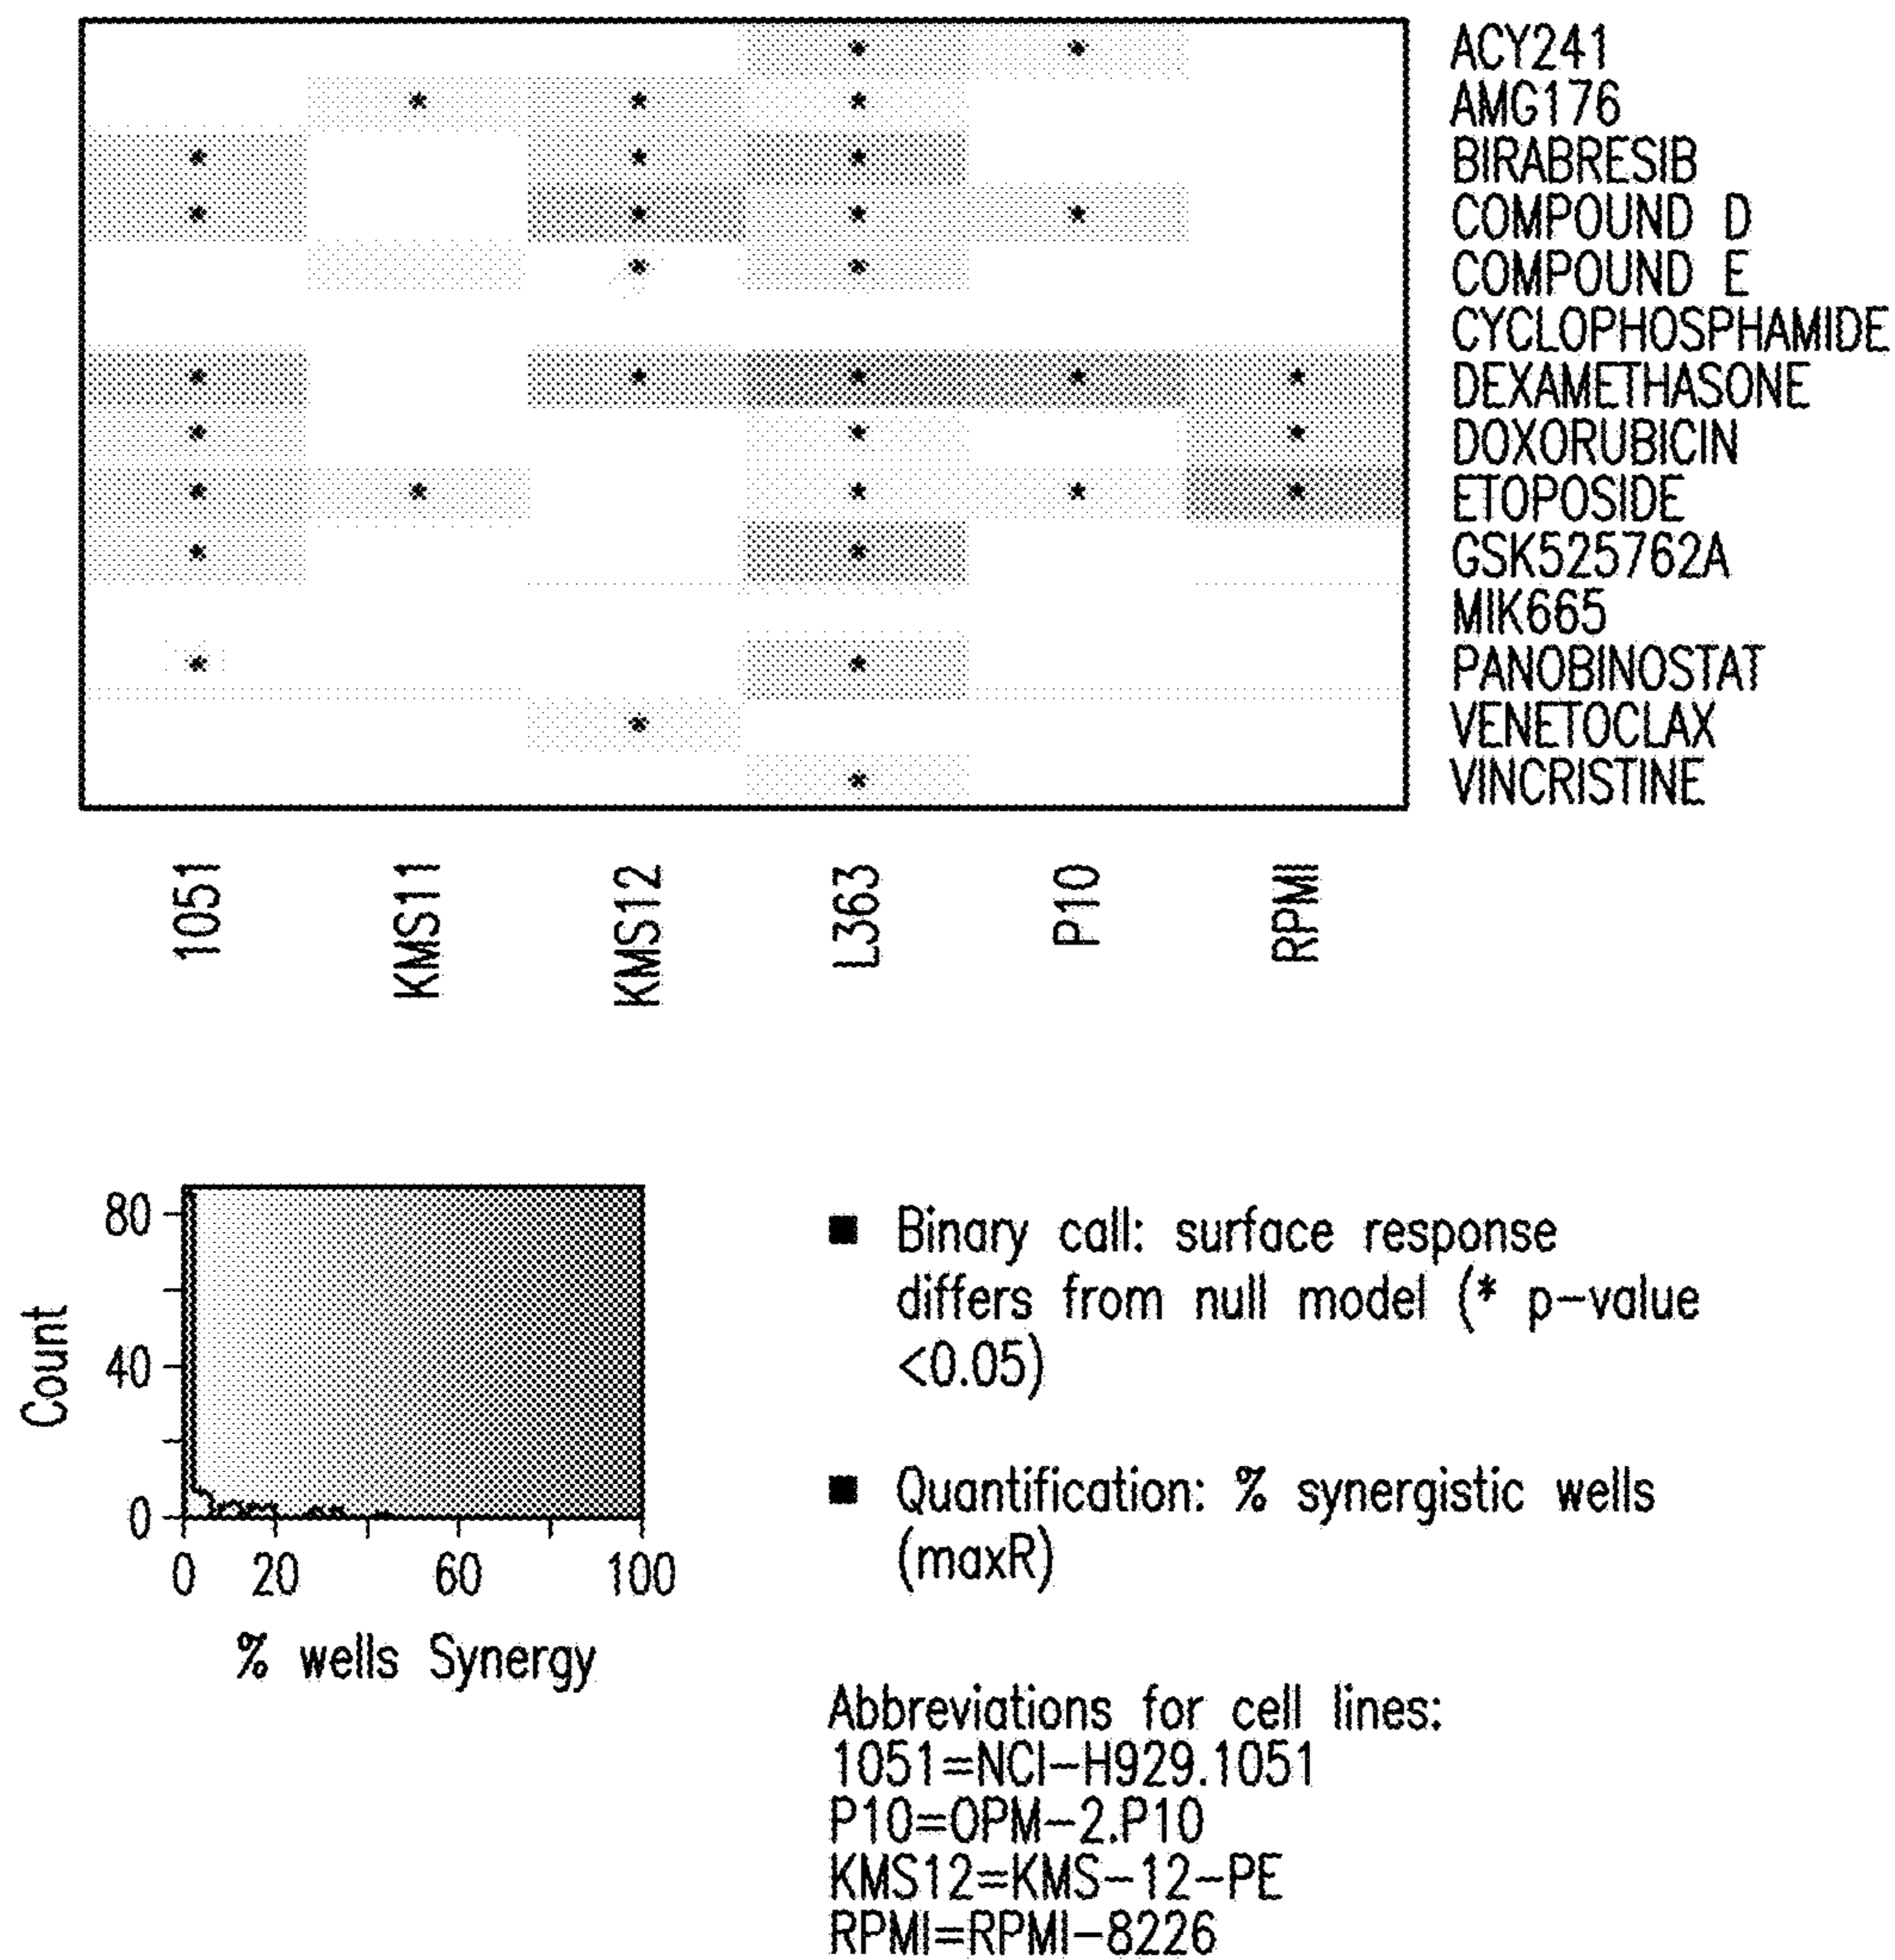 ACY241
AMG176
BIRABRESIB
COMPOUND D
COMPOUND E
CYCLOPHOSPHAMIDE
DEXAMETHASONE
DOXORUBICIN
ETOPOSIDE
GSK525762A
MIK665
PANOBINOSTAT
VENETOCLAX
VINCRISTINE
1051
KMS11
KMS12
L363
P10
RPMI
80
40
0
Count
0 20 60 100
% wells Synergy
■ Binary call: surface response
differs from null model (* p-value
<0.05)
■ Quantification: % synergistic wells
(maxR)
Abbreviations for cell lines:
1051=NCI-H929.1051
P10=OPM-2.P10
KMS12=KMS-12-PE
RPMI=RPMI-8226